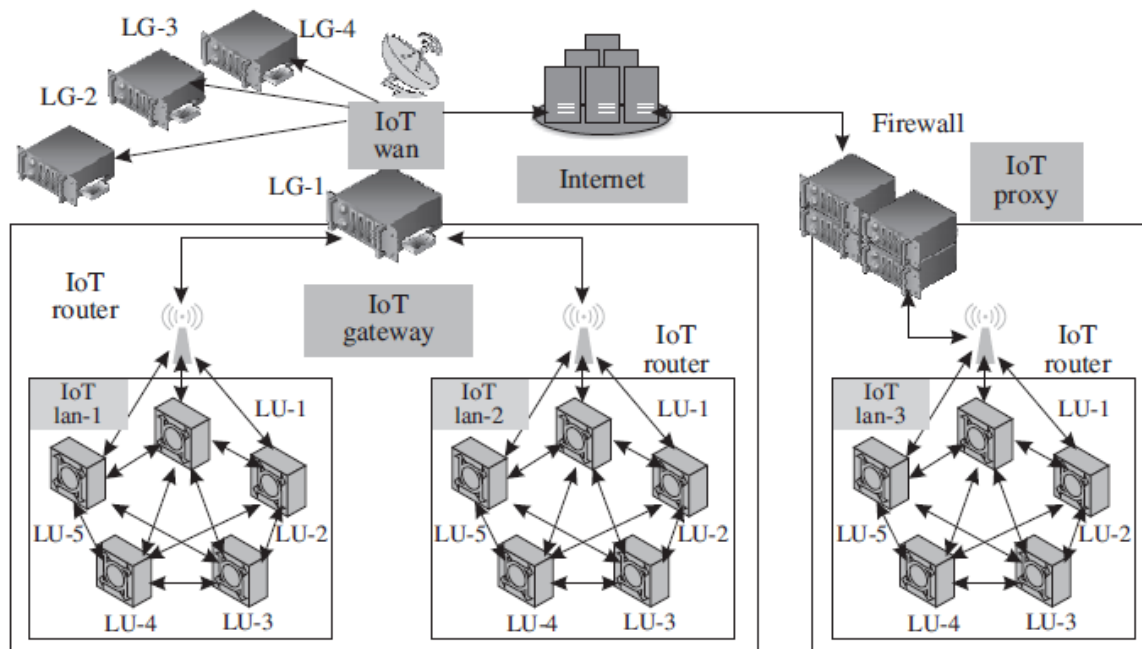 LG-3
LG-4
LG-2
IoT
wan
Firewall
Internet
IoT
proxy
LG-1
IoT
router
IoT
gateway
IoT
router
IoT
router
IoT
lan-1
LU-1
LU-5
LU-2
LU-4
LU-3
IoT
lan-2
LU-1
LU-5
LU-2
LU-4
LU-3
IoT
lan-3
LU-1
LU-5
LU-2
LU-4
LU-3